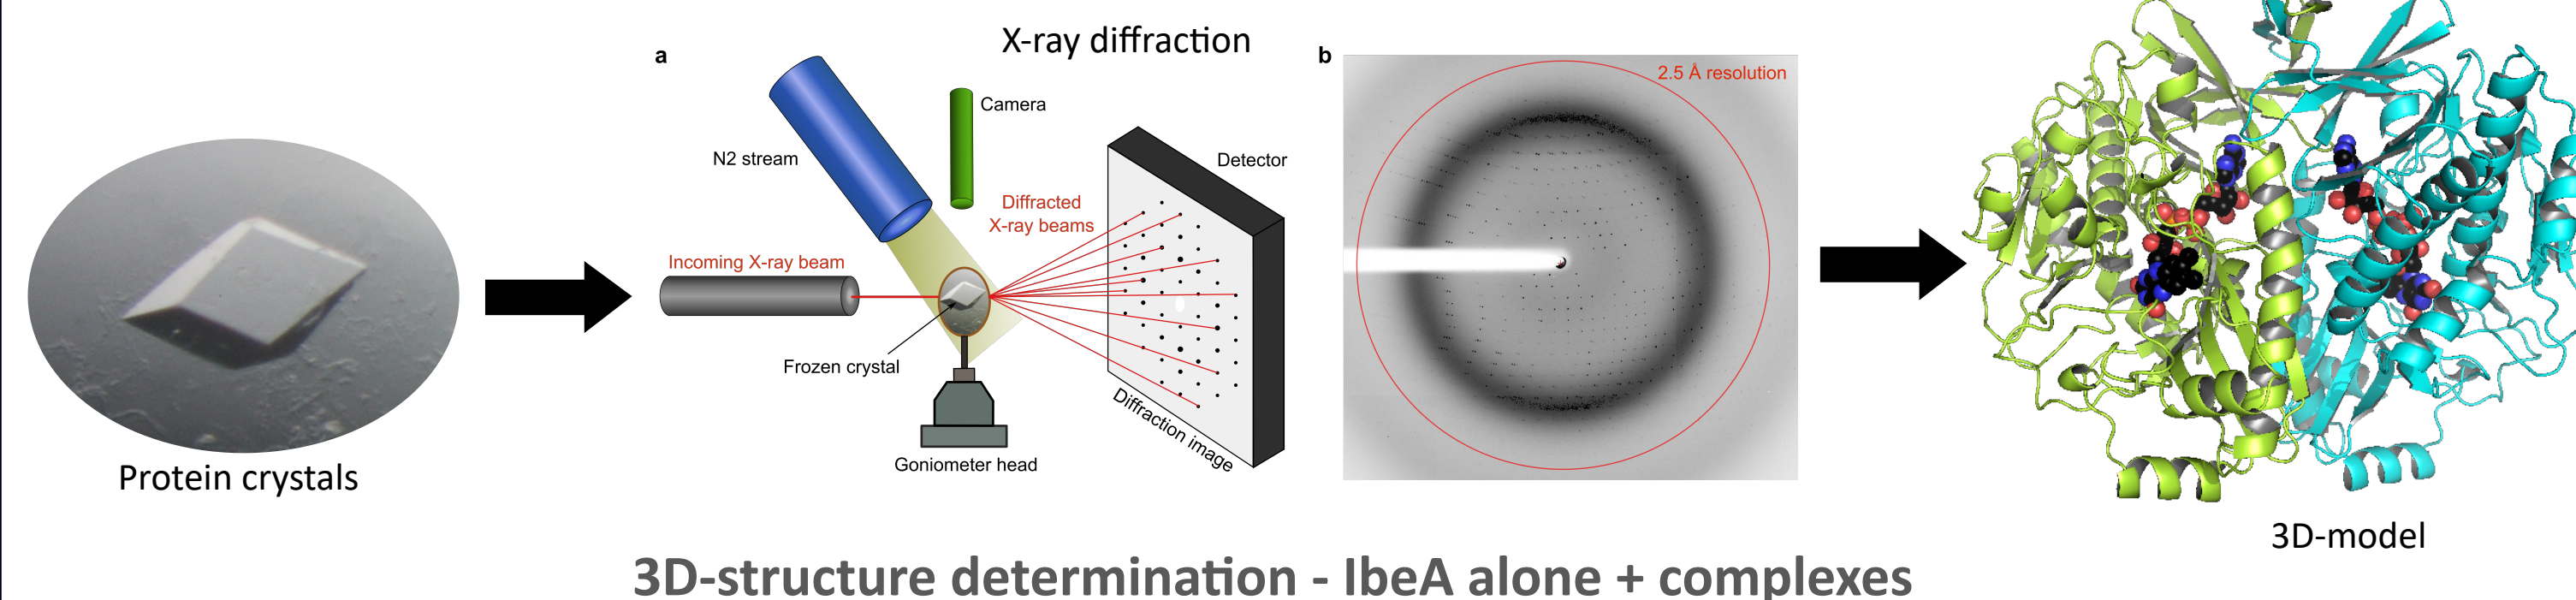 Protein crystals
X-ray diffraction
a
N2 stream
Camera
Detector
Diffracted
X-ray beams
Incoming X-ray beam
Frozen crystal
Goniometer head
Diffraction image
b
2.5 Å resolution
3D-model
3D-structure determination - IbeA alone + complexes